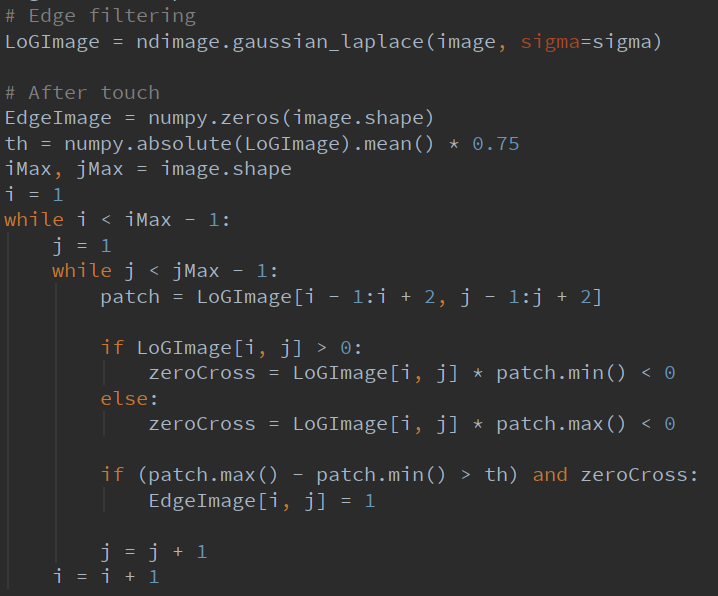 # Edge filtering
LoGImage = ndimage.gaussian_laplace(image, sigma=sigma)

# After touch
EdgeImage = numpy.zeros(image.shape)
th = numpy.absolute(LoGImage).mean() * 0.75
iMax, jMax = image.shape
i = 1
while i < iMax - 1:
    j = 1
    while j < jMax - 1:
        patch = LoGImage[i - 1:i + 2, j - 1:j + 2]

        if LoGImage[i, j] > 0:
            zeroCross = LoGImage[i, j] * patch.min() < 0
        else:
            zeroCross = LoGImage[i, j] * patch.max() < 0

        if (patch.max() - patch.min() > th) and zeroCross:
            EdgeImage[i, j] = 1

        j = j + 1
    i = i + 1